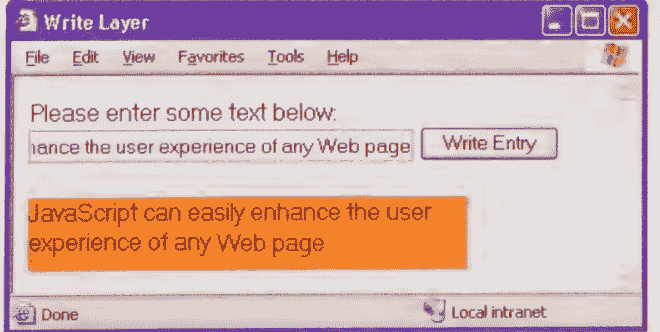 Write Layer
File Edit View Favorites Tools Help
Please enter some text below:
hance the user experience of any Web page
Write Entry
JavaScript can easily enhance the user
experience of any Web page
Done
Local intranet